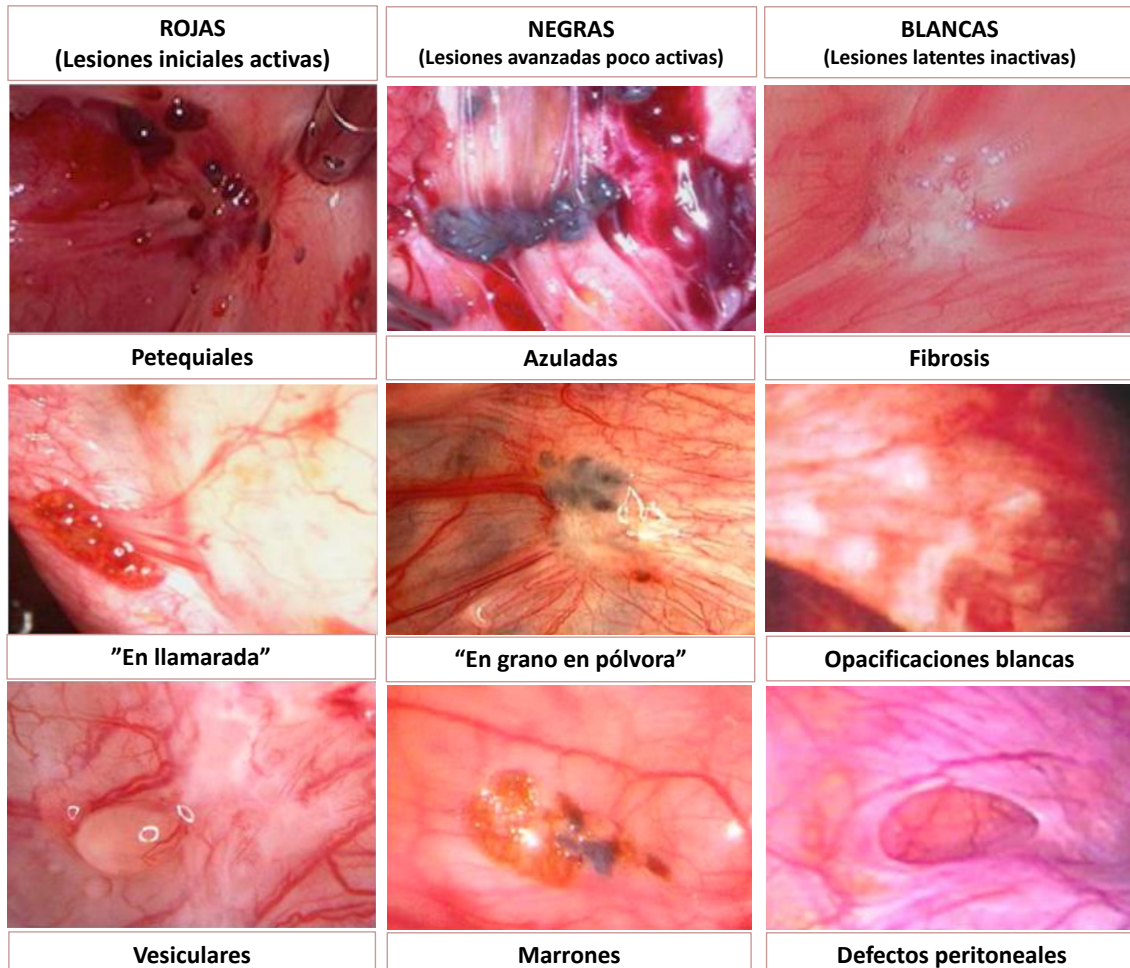 ROJAS
(Lesiones iniciales activas)
NEGRAS
(Lesiones avanzadas poco activas)
BLANCAS
(Lesiones latentes inactivas)
Petequiales
Azuladas
Fibrosis
”En llamarada”
“En grano en pólvora”
Opacificaciones blancas
Vesiculares
Marrones
Defectos peritoneales